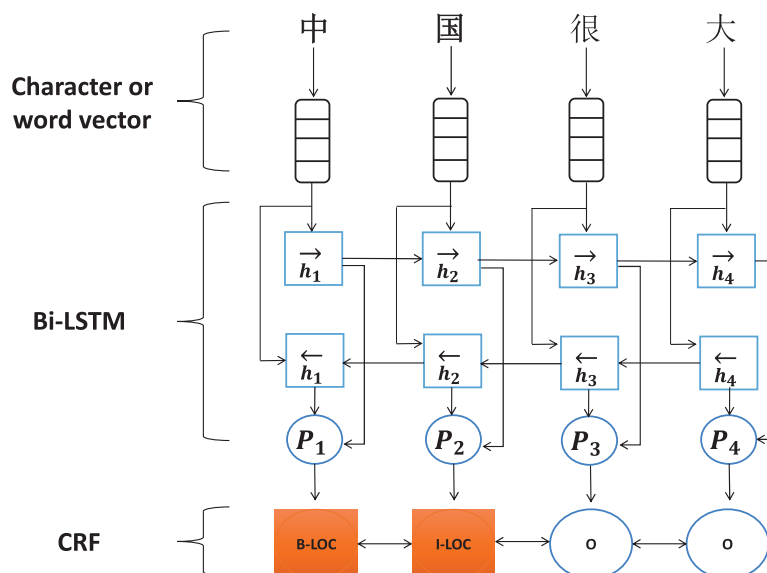 中 国 很 大
Character or
word vector
Bi-LSTM
→h₁ →h₂ →h₃ →h₄
←h₁ ←h₂ ←h₃ ←h₄
P₁ P₂ P₃ P₄
CRF
B-LOC I-LOC O O